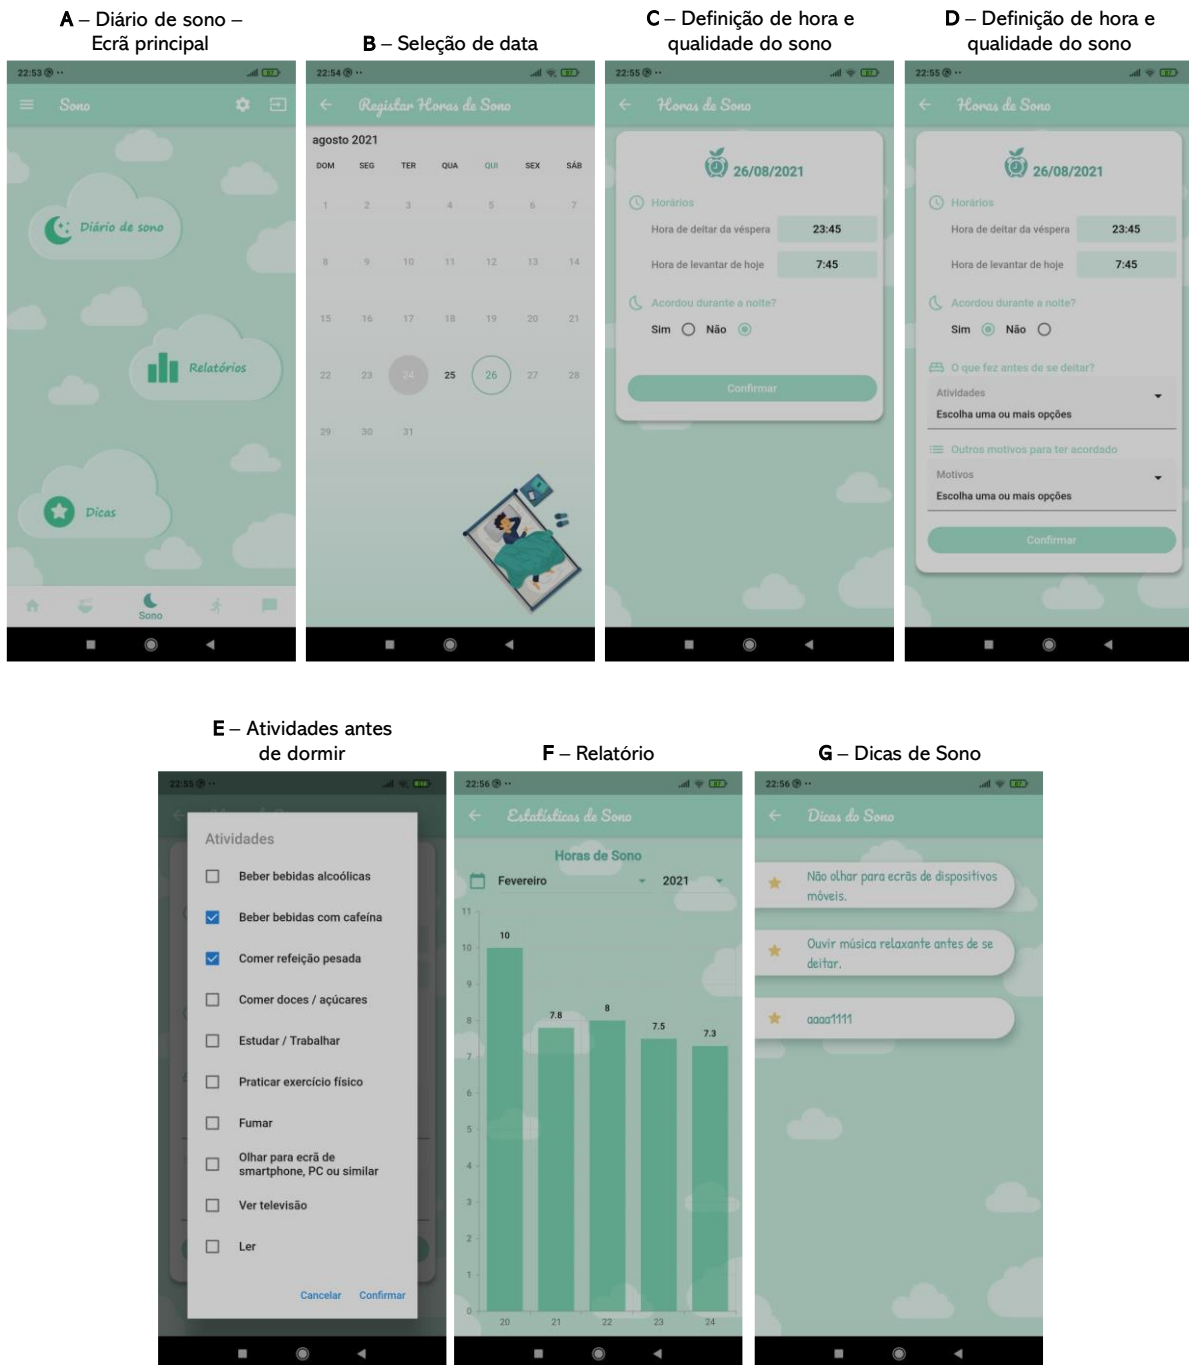 A – Diário de sono –
Ecrã principal
B – Seleção de data
C – Definição de hora e
qualidade do sono
D – Definição de hora e
qualidade do sono
22:53
87
Sono
Diário de sono
Relatórios
Dicas
Sono
22:54
87
Registar Horas de Sono
agosto 2021
DOM SEG TER QUA QUI SEX SÁB
1 2 3 4 5 6 7
8 9 10 11 12 13 14
15 16 17 18 19 20 21
22 23 24 25 26 27 28
29 30 31
22:55
87
Horas de Sono
26/08/2021
Horários
Hora de deitar da véspera 23:45
Hora de levantar de hoje 7:45
Acordou durante a noite?
Sim Não
Confirmar
22:55
87
Horas de Sono
26/08/2021
Horários
Hora de deitar da véspera 23:45
Hora de levantar de hoje 7:45
Acordou durante a noite?
Sim Não
O que fez antes de se deitar?
Atividades
Escolha uma ou mais opções
Outros motivos para ter acordado
Motivos
Escolha uma ou mais opções
Confirmar
E – Atividades antes
de dormir
F – Relatório
G – Dicas de Sono
22:55
Atividades
Beber bebidas alcoólicas
Beber bebidas com cafeína
Comer refeição pesada
Comer doces / açúcares
Estudar / Trabalhar
Praticar exercício físico
Fumar
Olhar para ecrã de
smartphone, PC ou similar
Ver televisão
Ler
Cancelar Confirmar
22:56
87
Estatísticas de Sono
Horas de Sono
Fevereiro 2021
11
10
9
8
7
6
5
4
3
2
1
0
10
7.8
8
7.5
7.3
20 21 22 23 24
22:56
87
Dicas do Sono
Não olhar para ecrãs de dispositivos
móveis.
Ouvir música relaxante antes de se
deitar.
aaaa1111